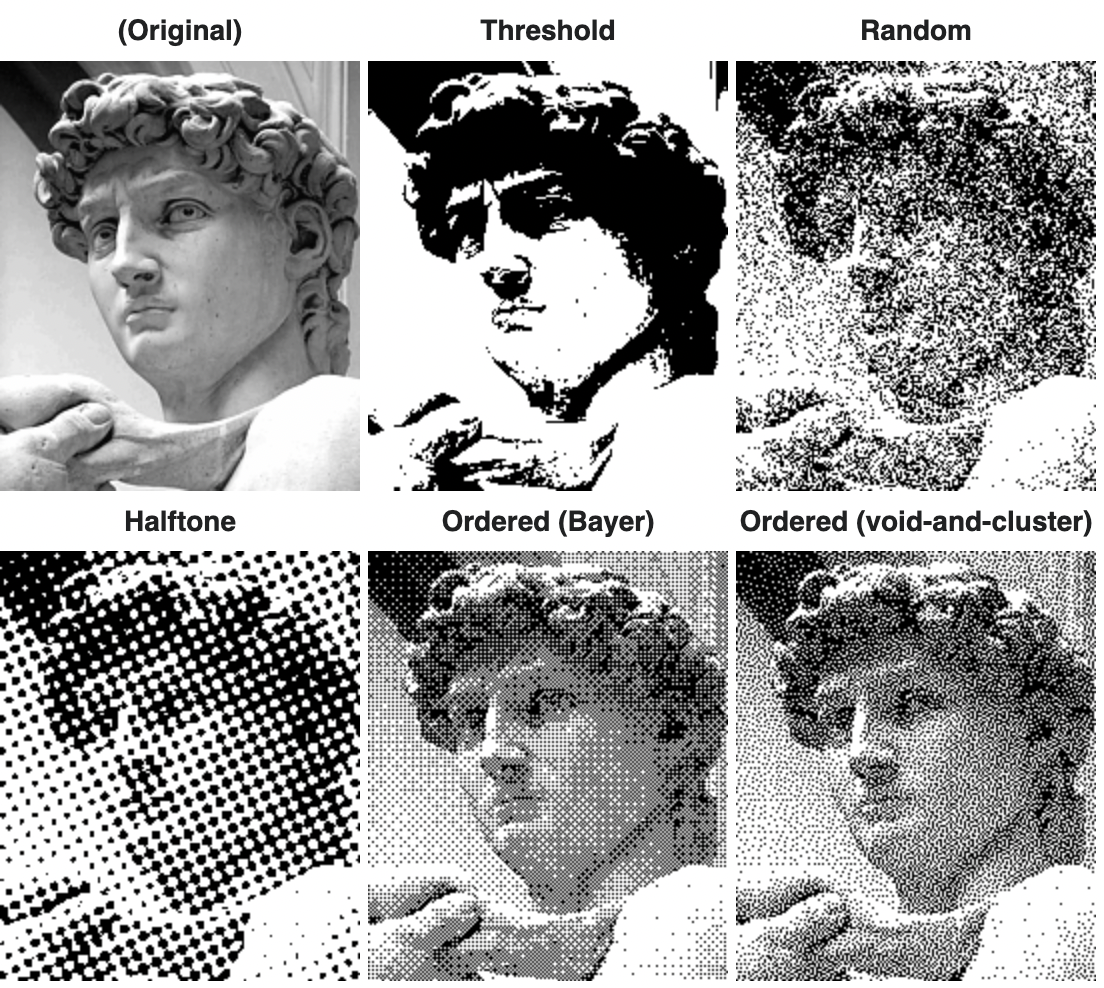 (Original)
Threshold
Random
Halftone
Ordered (Bayer)
Ordered (void-and-cluster)